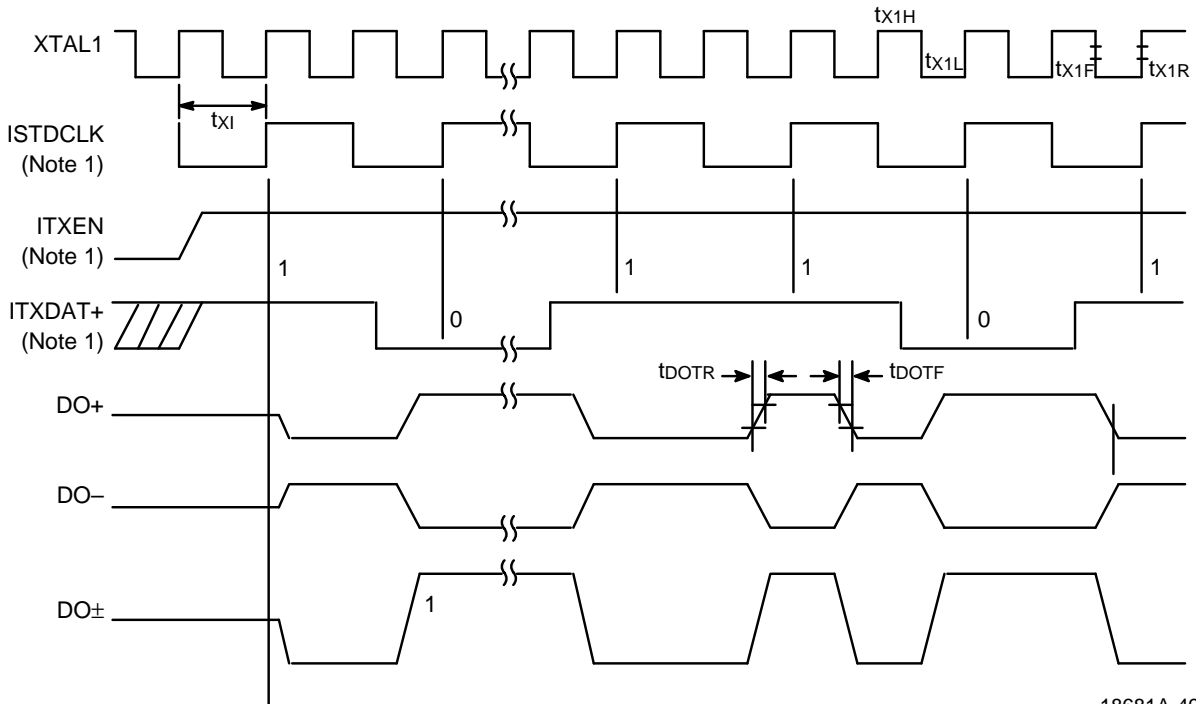 tX1H
XTAL1
tX1L
tX1F
tX1R
tXI
ISTDCLK
(Note 1)
ITXEN
(Note 1)
1
1
1
1
ITXDAT+
(Note 1)
0
0
tDOTR
tDOTF
DO+
DO–
DO±
1